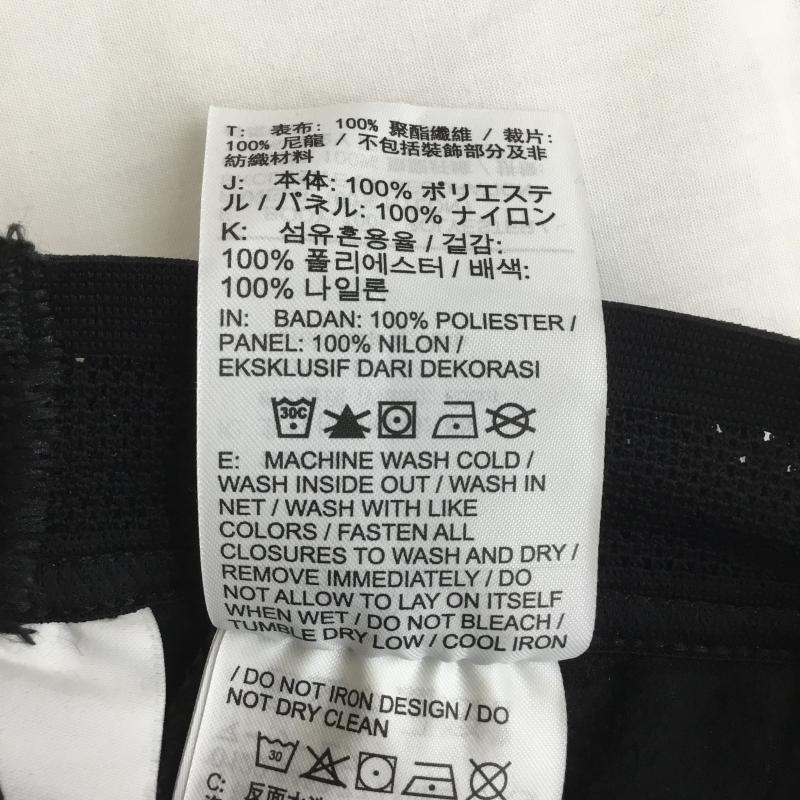 T: 表布: 100% 聚酯纖維 / 裁片:
100% 尼龍 / 不包括裝飾部分及非
紡織材料
J: 本体: 100% ポリエステ
ル / パネル: 100% ナイロン
K: 섬유혼용율 / 겉감:
100% 폴리에스터 / 배색:
100% 나일론
IN: BADAN: 100% POLIESTER /
PANEL: 100% NILON /
EKSKLUSIF DARI DEKORASI
30C
E: MACHINE WASH COLD /
WASH INSIDE OUT / WASH IN
NET / WASH WITH LIKE
COLORS / FASTEN ALL
CLOSURES TO WASH AND DRY /
REMOVE IMMEDIATELY / DO
NOT ALLOW TO LAY ON ITSELF
WHEN WET / DO NOT BLEACH /
TUMBLE DRY LOW / COOL IRON
/ DO NOT IRON DESIGN / DO
NOT DRY CLEAN
30
C: 反面